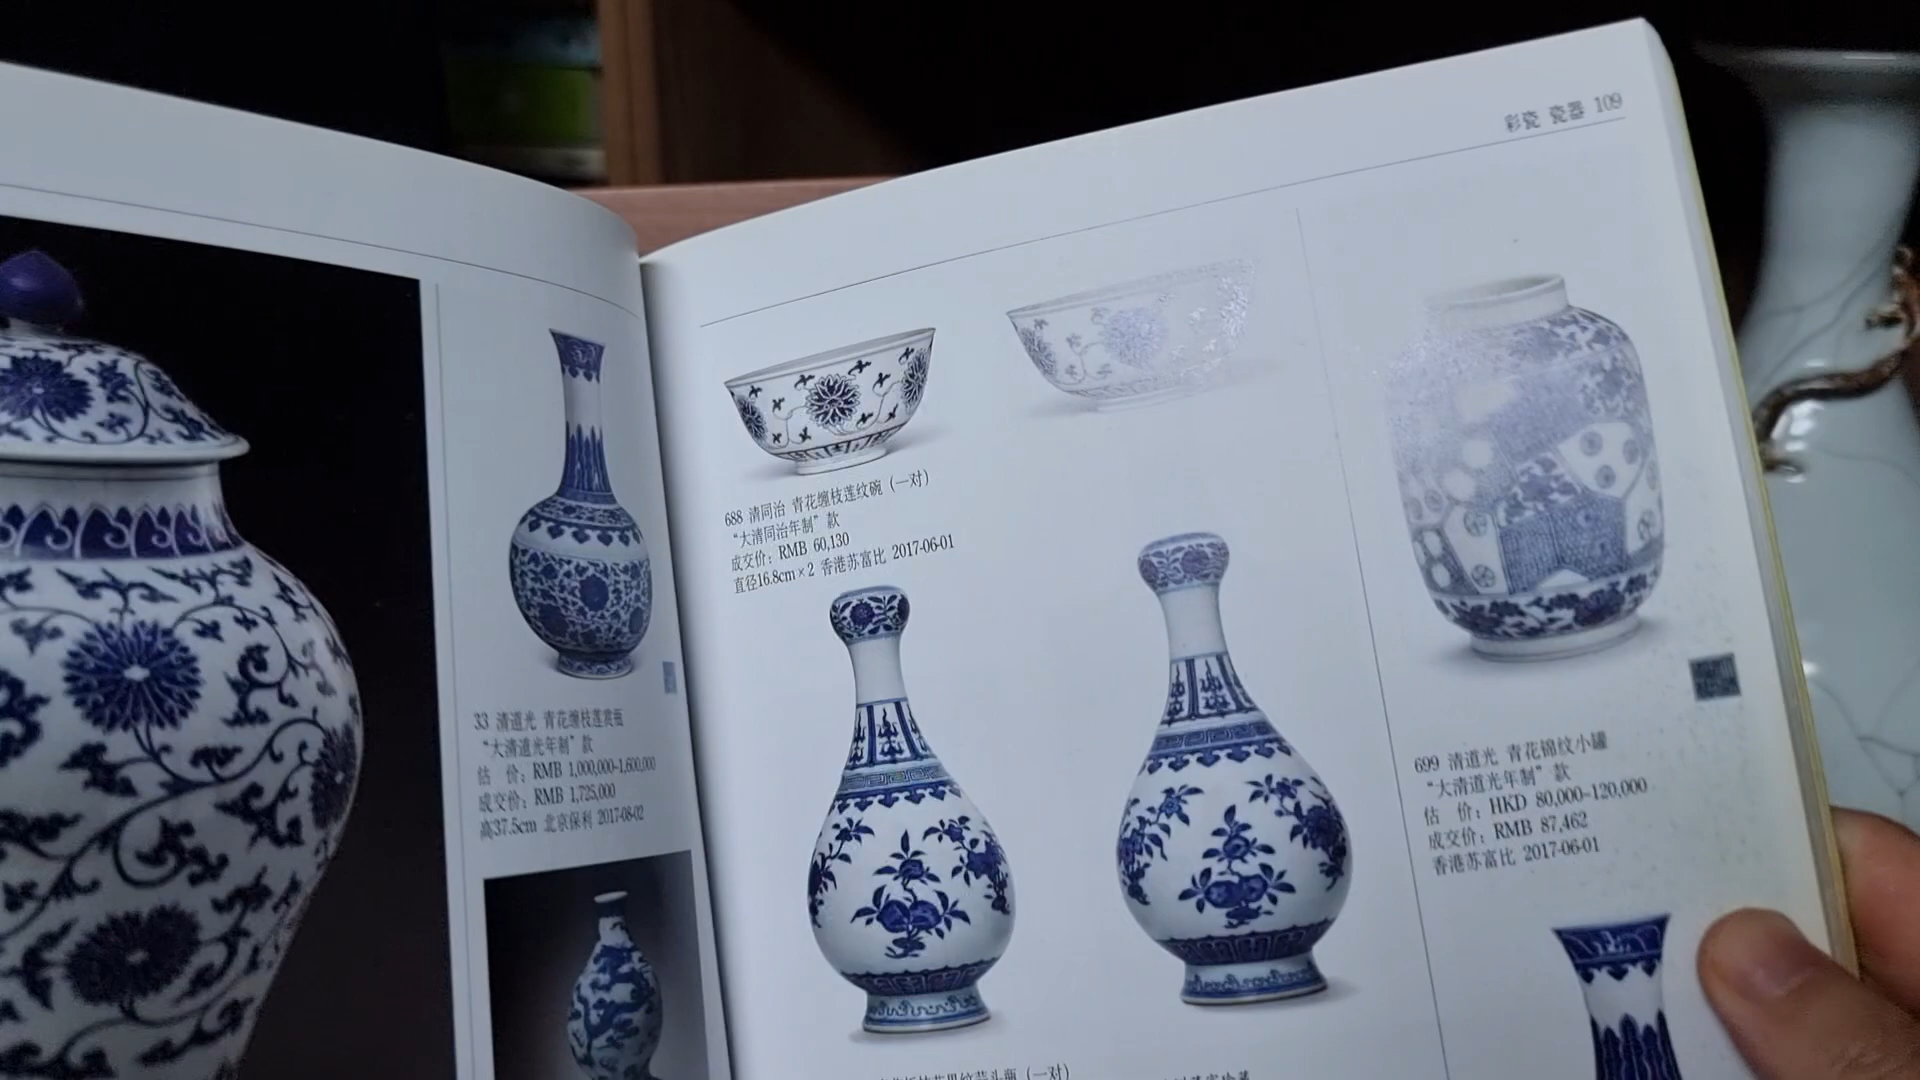 彩瓷 瓷器 109
33 清道光 青花缠枝莲赏瓶
“大清道光年制”款
估 价：RMB 1,000,000-1,600,000
成交价：RMB 1,725,000
高37.5cm 北京保利 2017-08-02
688 清同治 青花缠枝莲纹碗（一对）
“大清同治年制”款
成交价：RMB 60,130
直径16.8cm×2 香港苏富比 2017-06-01
699 清道光 青花锦纹小罐
“大清道光年制”款
估 价：HKD 80,000-120,000
成交价：RMB 87,462
香港苏富比 2017-06-01